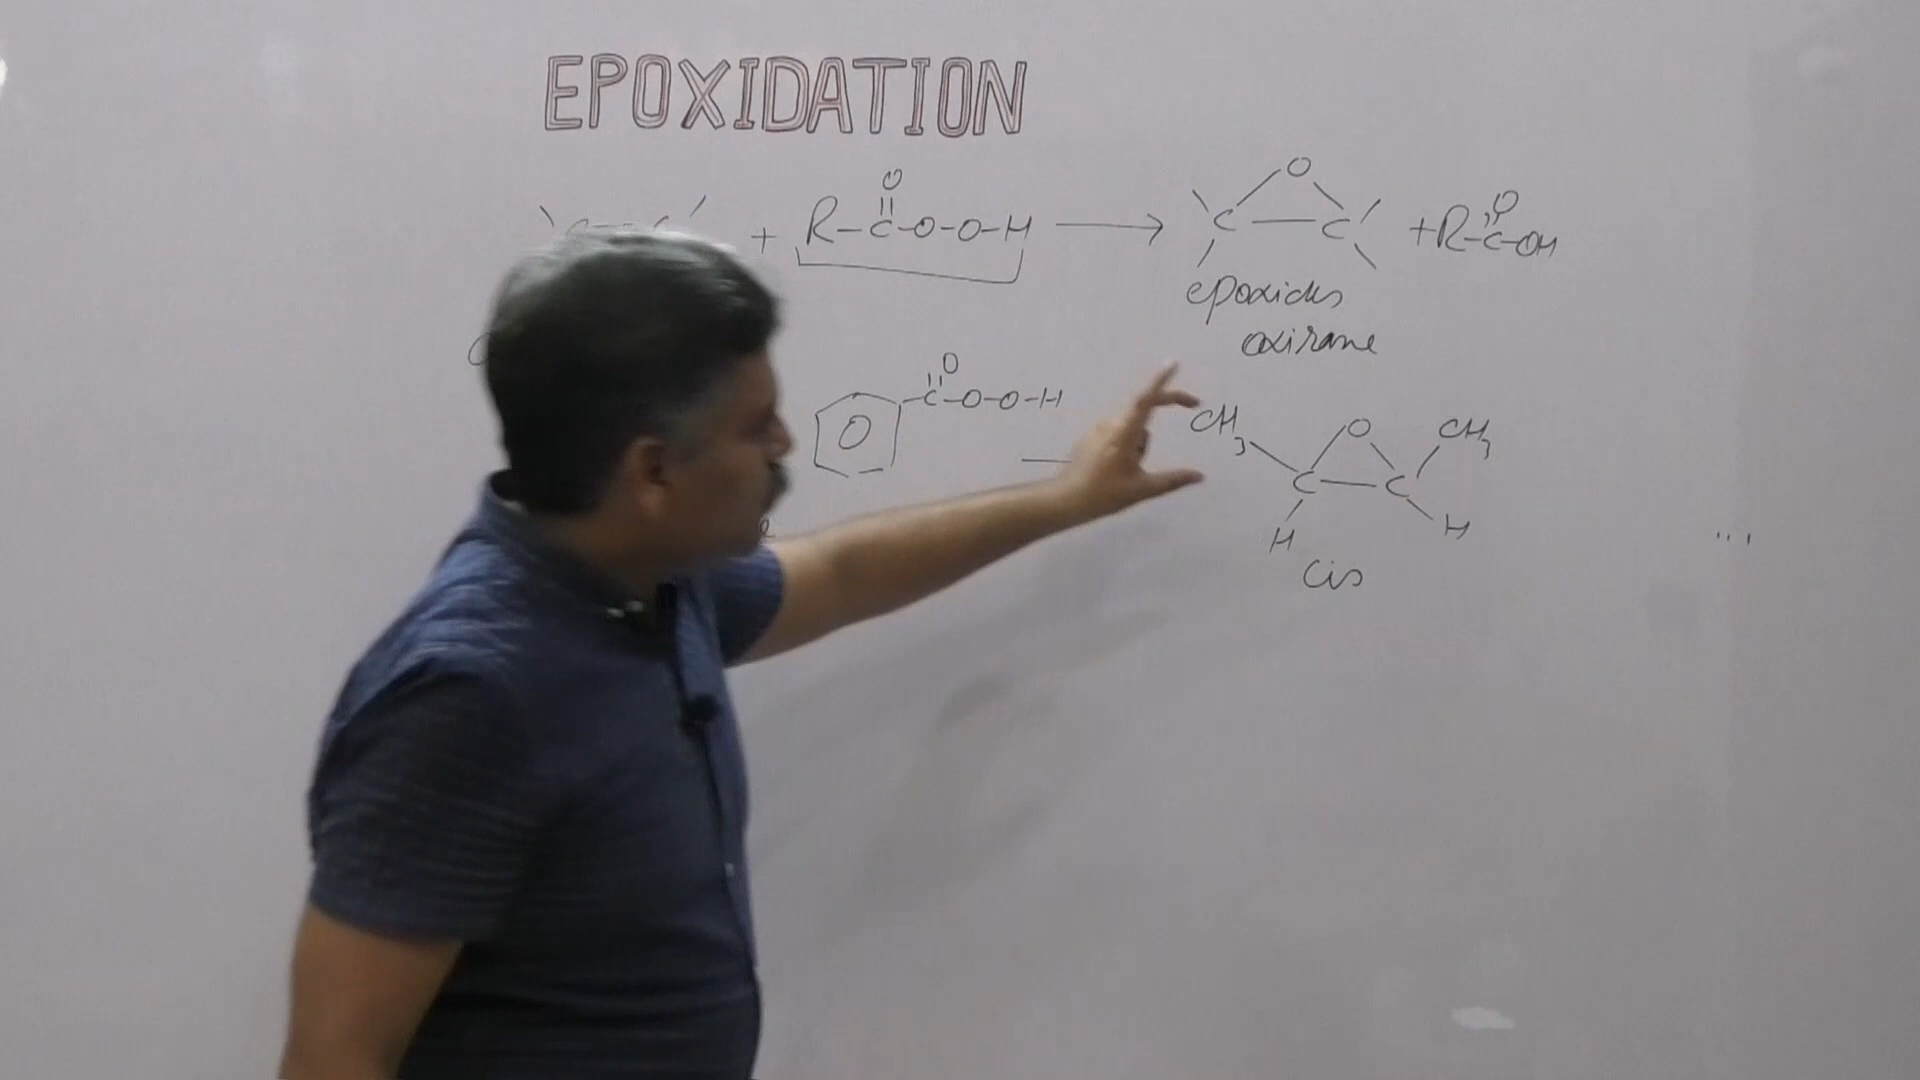 EPOXIDATION
+ R-C(=O)-O-O-H → C-C O + R-C(=O)-OH
epoxides
oxirane
C(=O)-O-O-H
CH3 C-C O CH3
H H
cis